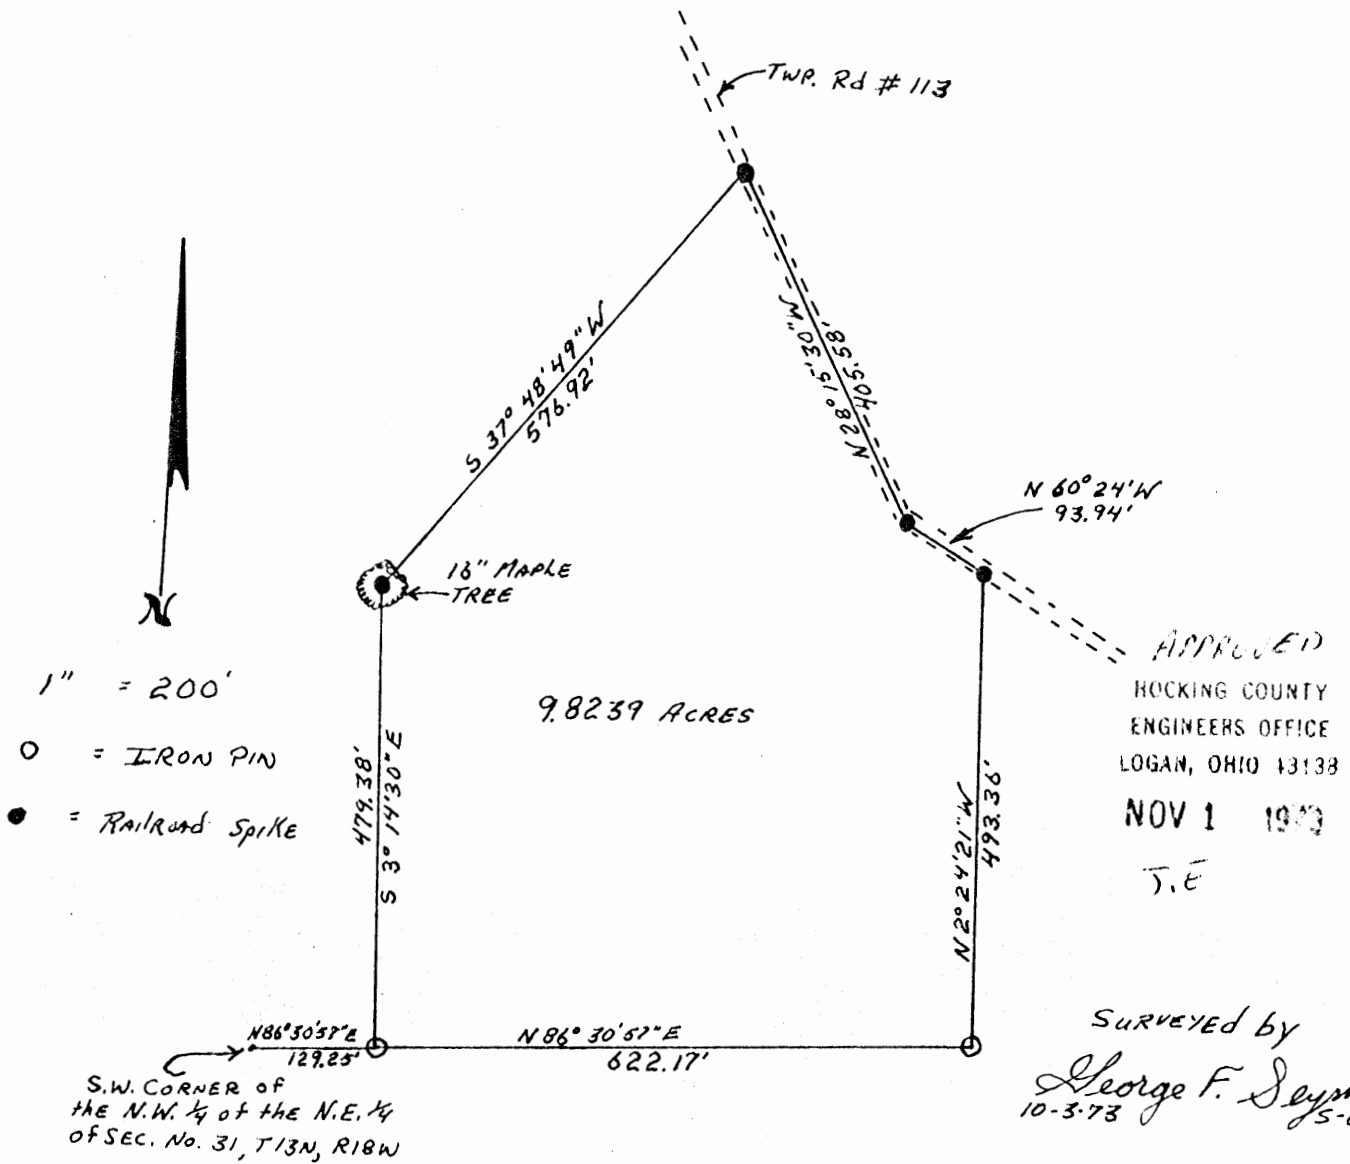 TWP. Rd # 113
S 37° 48' 49" W
576.92'
N 28° 15' 30" W
405.58'
N 60° 24' W
93.94'
TREE
MAPLE
1" = 200'
O = IRON PIN
● = RAilRoad SpiKe
9.8239 ACRES
APPROVED
HOCKING COUNTY
ENGINEERS OFFICE
LOGAN, OHIO 43138
NOV 1
J.E
479.38'
S 3° 14' 30" E
N 2° 24' 21" W
493.36'
N 86° 30' 57" E
129.25'
N 86° 30' 57" E
622.17'
S.W. CORNER of
the N.W. 1/4 of the N.E. 1/4
of SEC. No. 31, T13N, R18W
SURVEYEd by
George F.
10-3-73
N